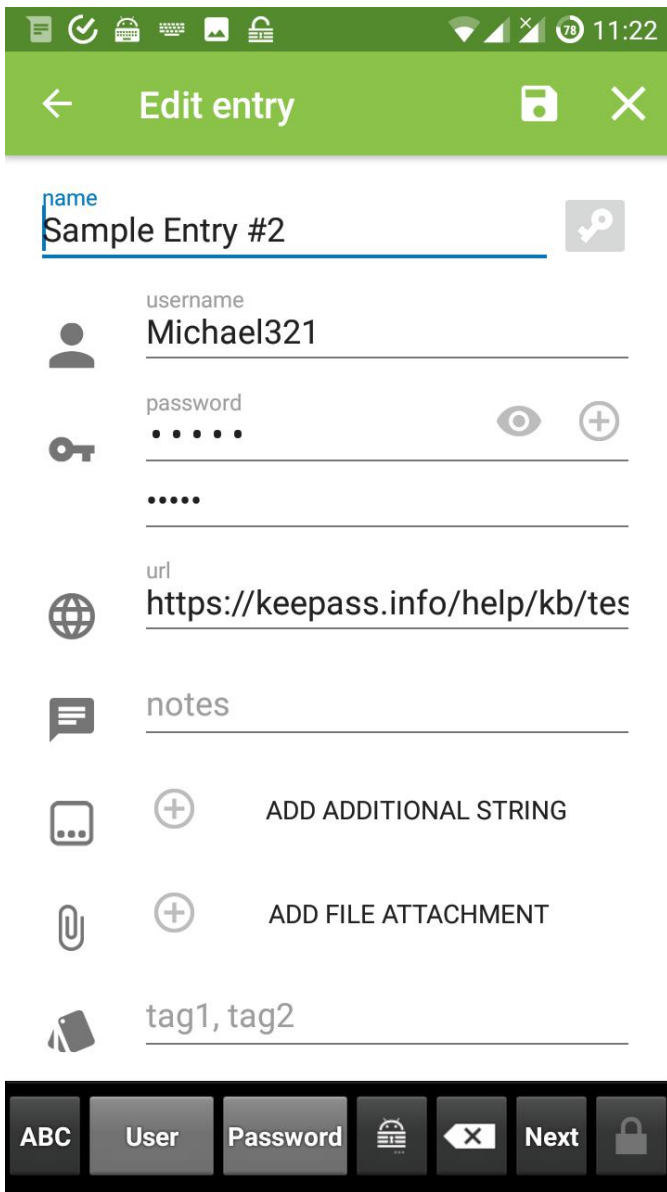 78 11:22
Edit entry
name
Sample Entry #2
username
Michael321
password
•••••
•••••
url
https://keepass.info/help/kb/tes
notes
ADD ADDITIONAL STRING
ADD FILE ATTACHMENT
tag1, tag2
ABC User Password Next